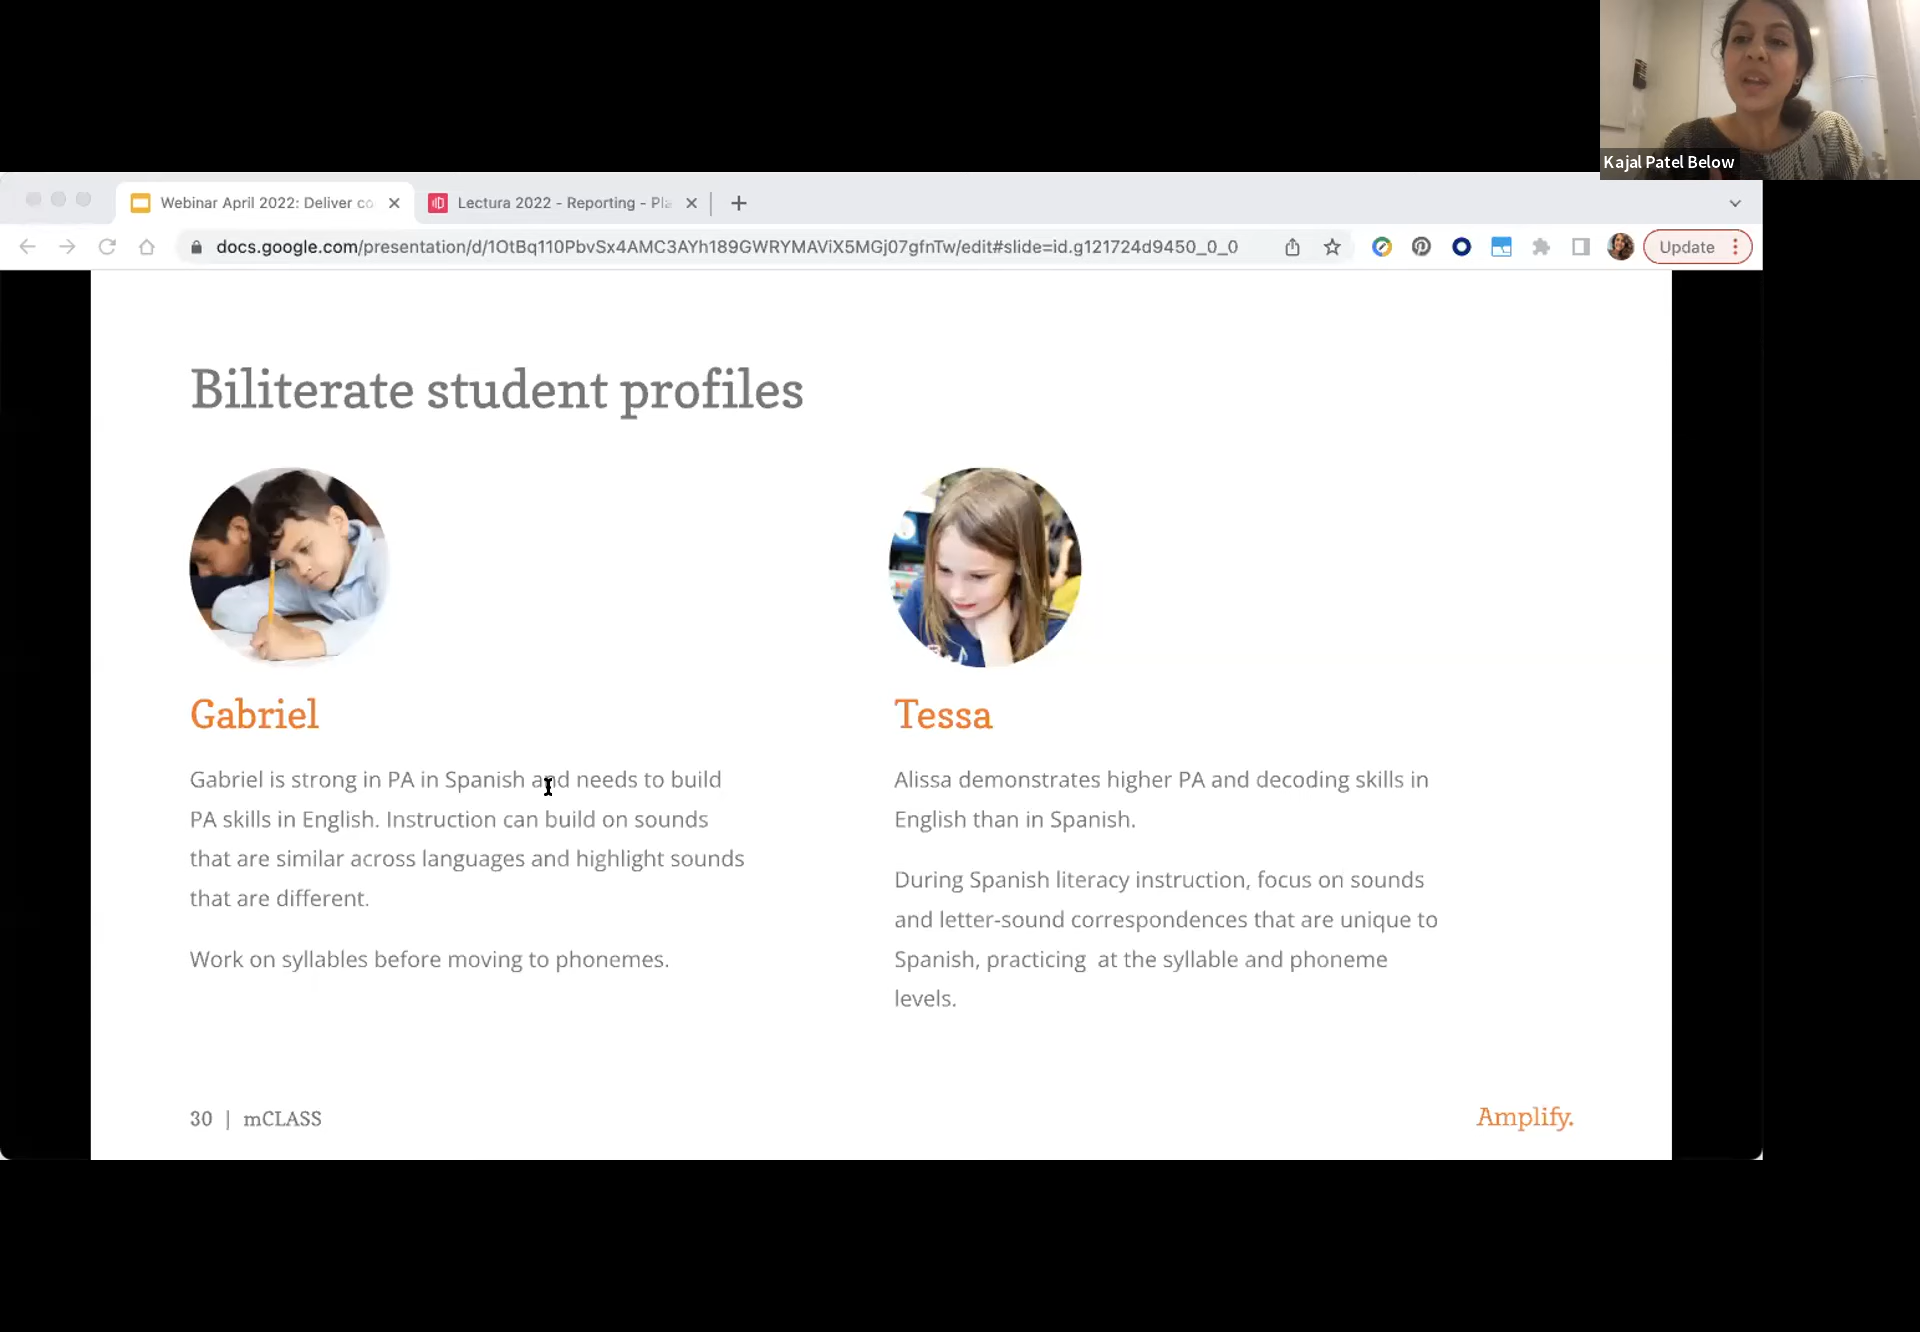 Kajal Patel Below
Webinar April 2022: Deliver co
Lectura 2022 - Reporting - Pla
docs.google.com/presentation/d/1OtBq110PbvSx4AMC3AYh189GWRYMAViX5MGj07gfnTw/edit#slide=id.g121724d9450_0_0
Update
Biliterate student profiles
Gabriel
Gabriel is strong in PA in Spanish and needs to build
PA skills in English. Instruction can build on sounds
that are similar across languages and highlight sounds
that are different.
Work on syllables before moving to phonemes.
Tessa
Alissa demonstrates higher PA and decoding skills in
English than in Spanish.
During Spanish literacy instruction, focus on sounds
and letter-sound correspondences that are unique to
Spanish, practicing  at the syllable and phoneme
levels.
30 | mCLASS
Amplify.